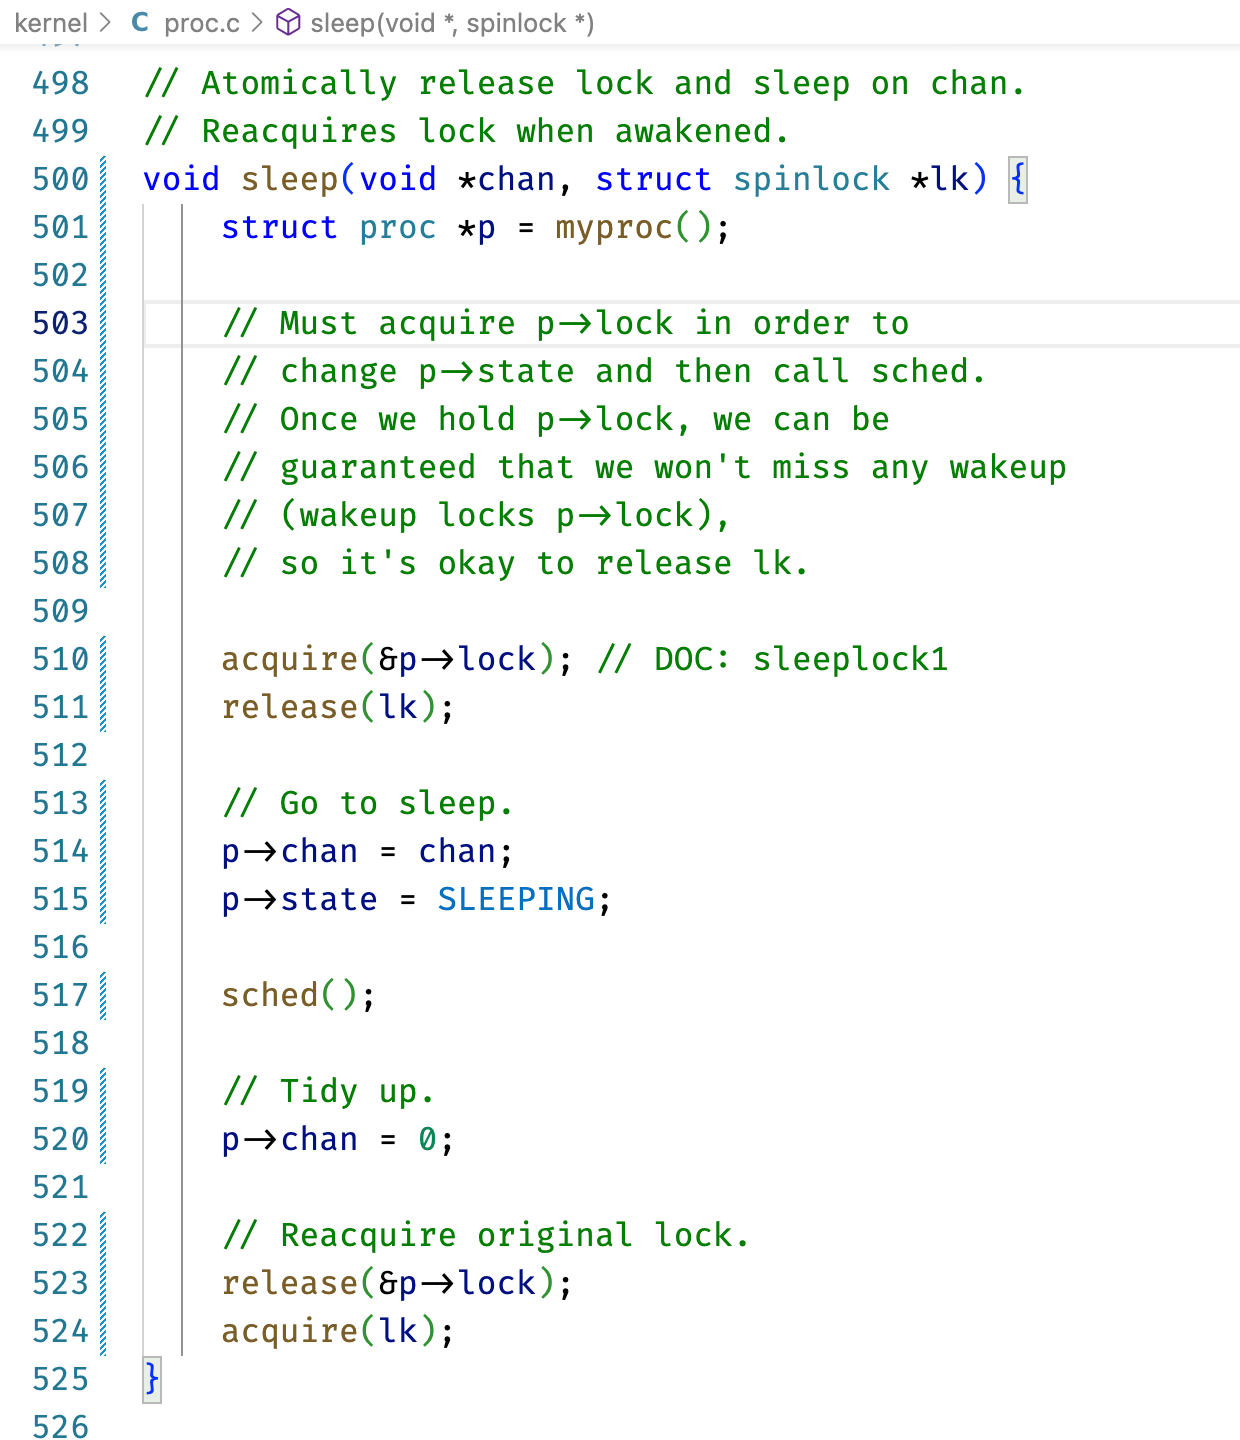 kernel > C proc.c > sleep(void *, spinlock *)
498 // Atomically release lock and sleep on chan.
499 // Reacquires lock when awakened.
500 void sleep(void *chan, struct spinlock *lk) {
501     struct proc *p = myproc();
502
503     // Must acquire p->lock in order to
504     // change p->state and then call sched.
505     // Once we hold p->lock, we can be
506     // guaranteed that we won't miss any wakeup
507     // (wakeup locks p->lock),
508     // so it's okay to release lk.
509
510     acquire(&p->lock); // DOC: sleeplock1
511     release(lk);
512
513     // Go to sleep.
514     p->chan = chan;
515     p->state = SLEEPING;
516
517     sched();
518
519     // Tidy up.
520     p->chan = 0;
521
522     // Reacquire original lock.
523     release(&p->lock);
524     acquire(lk);
525 }
526